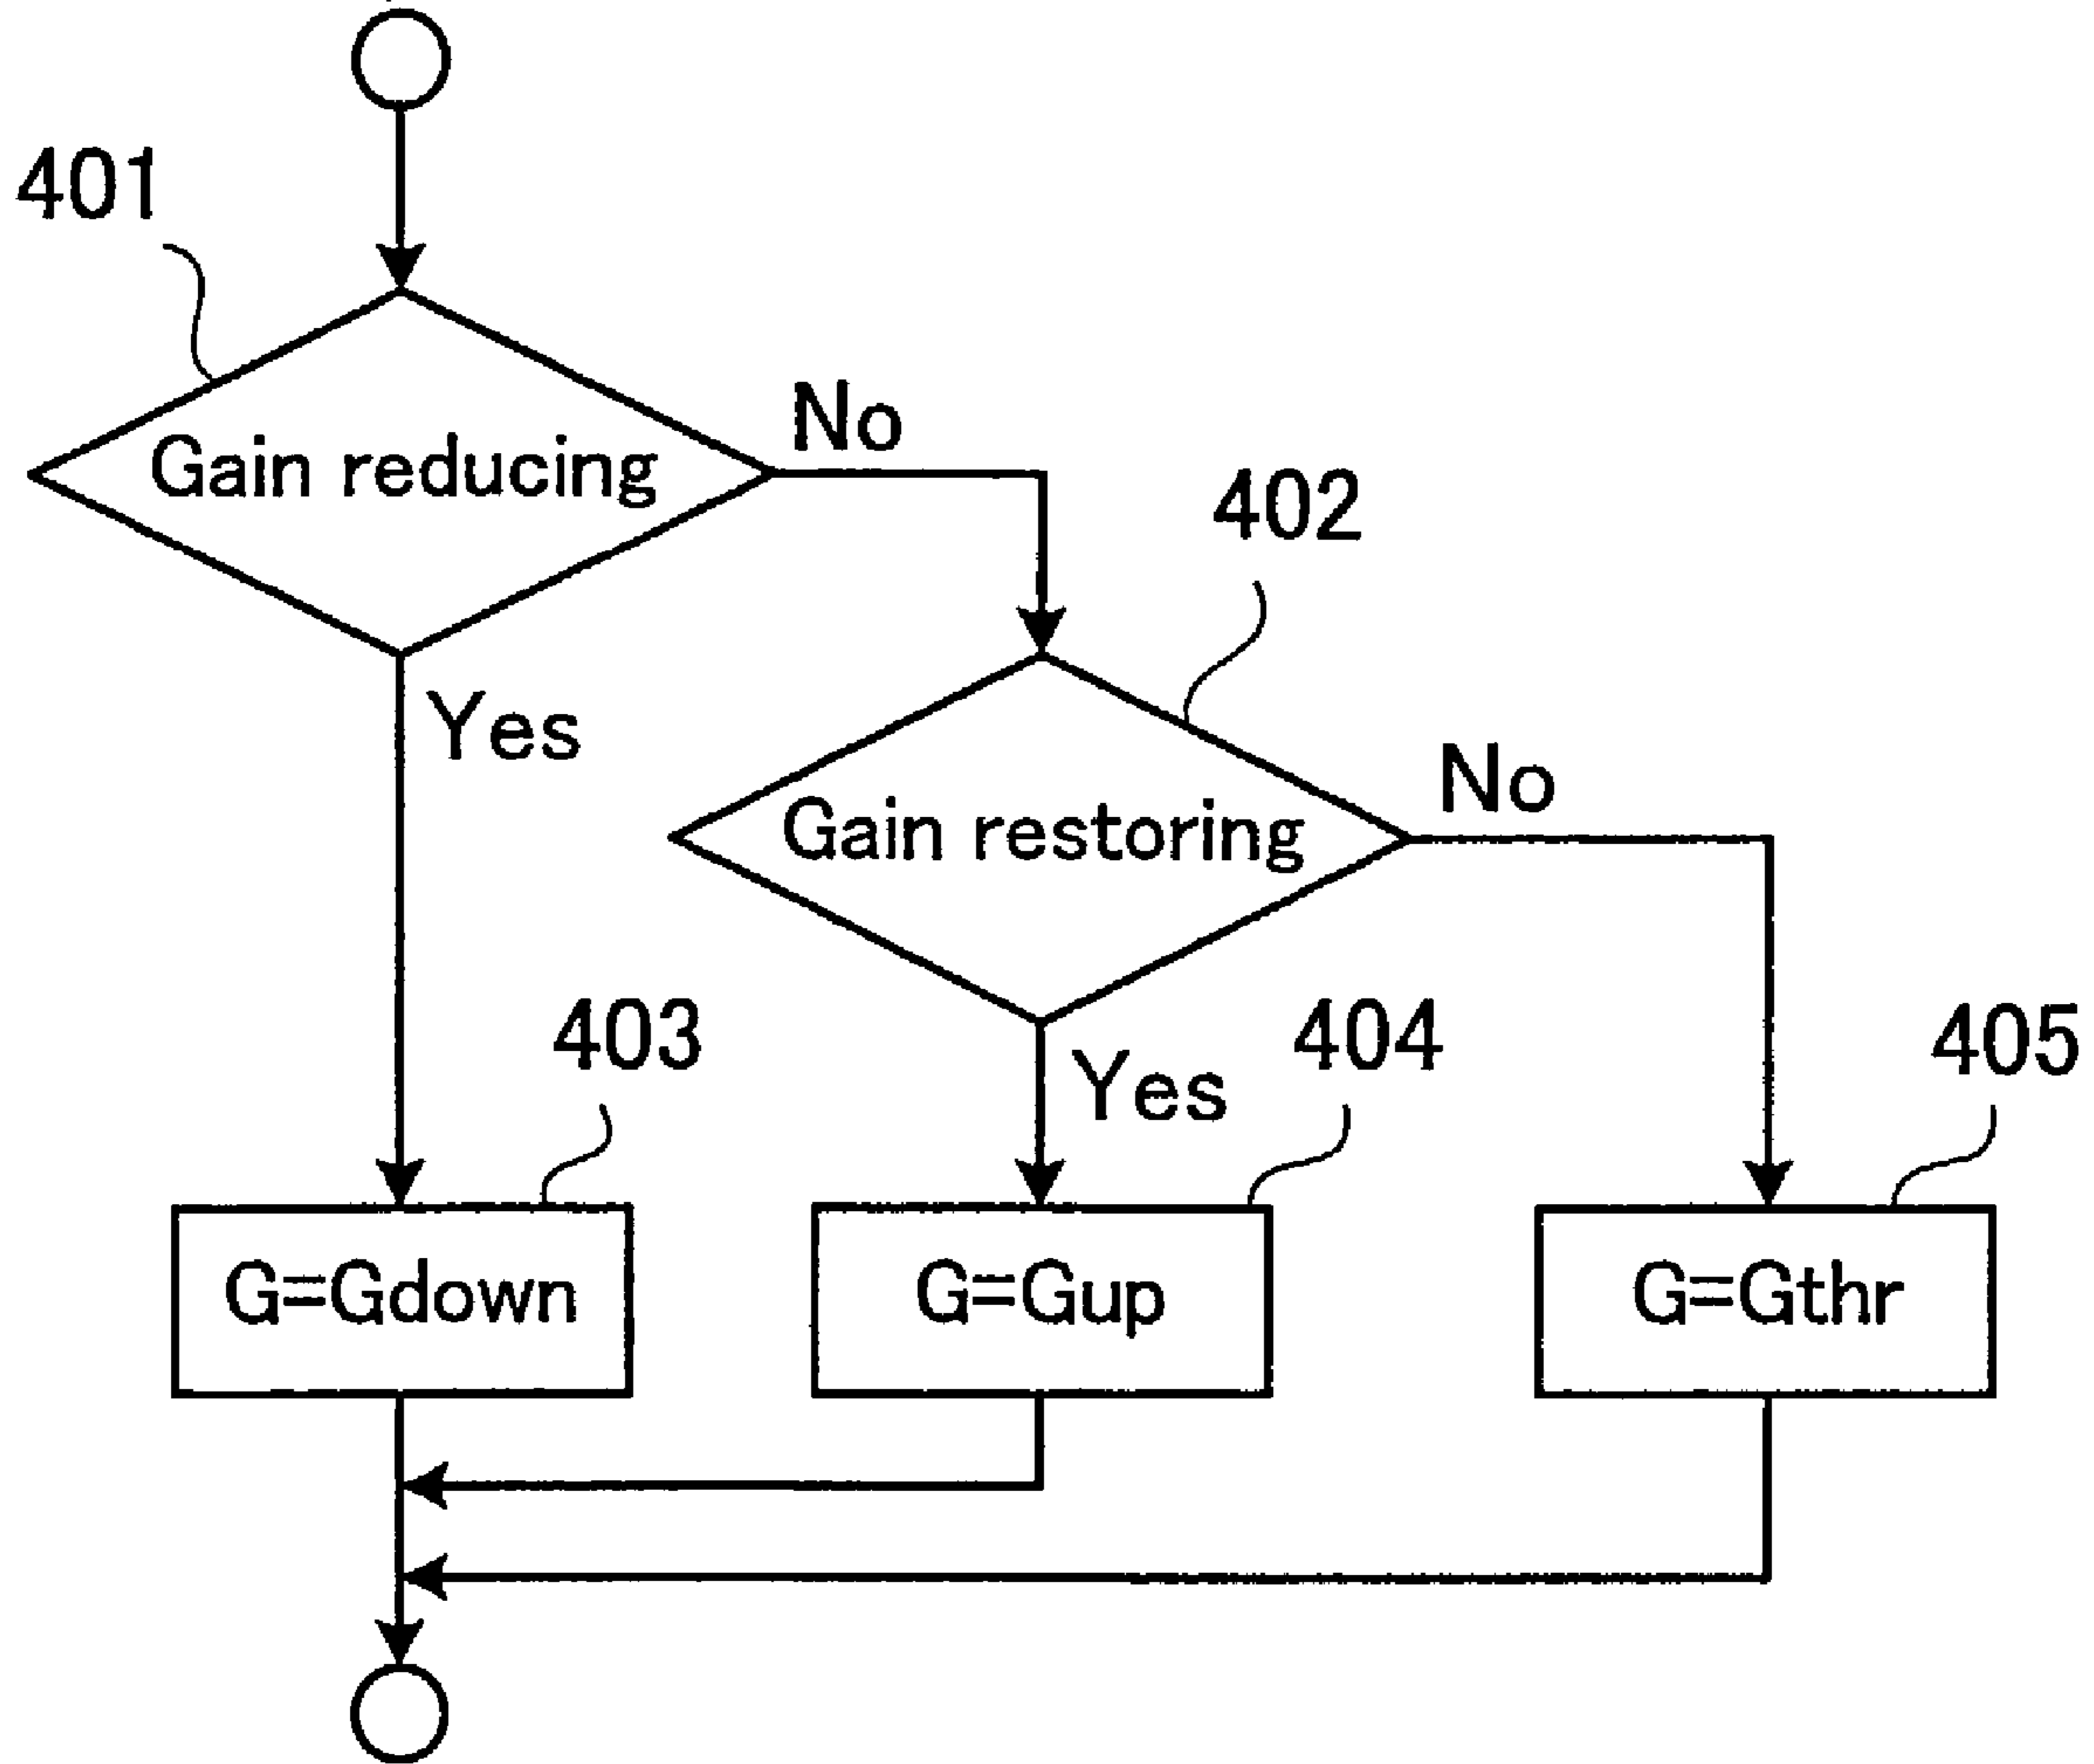 401
Gain reducing
No
402
Yes
Gain restoring
No
403
Yes
404
405
G=Gdown
G=Gup
G=Gthr